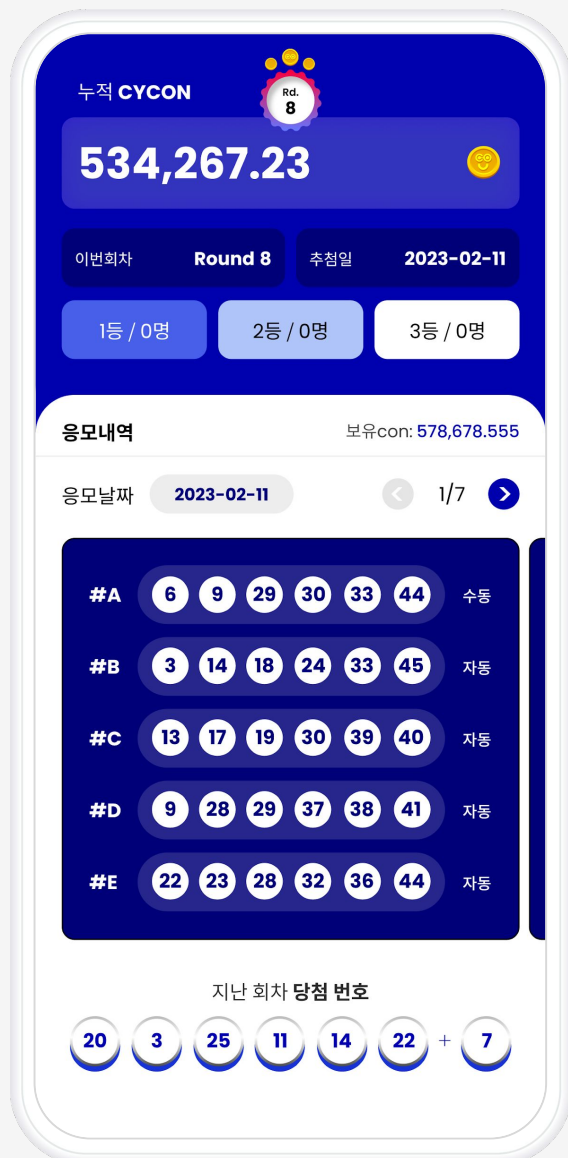 누적 CYCON
Rd.
8
534,267.23
이번회차 Round 8 추첨일 2023-02-11
1등 / 0명 2등 / 0명 3등 / 0명
응모내역 보유con: 578,678.555
응모날짜 2023-02-11 1/7
#A 6 9 29 30 33 44 수동
#B 3 14 18 24 33 45 자동
#C 13 17 19 30 39 40 자동
#D 9 28 29 37 38 41 자동
#E 22 23 28 32 36 44 자동
지난 회차 당첨 번호
20 3 25 11 14 22 + 7